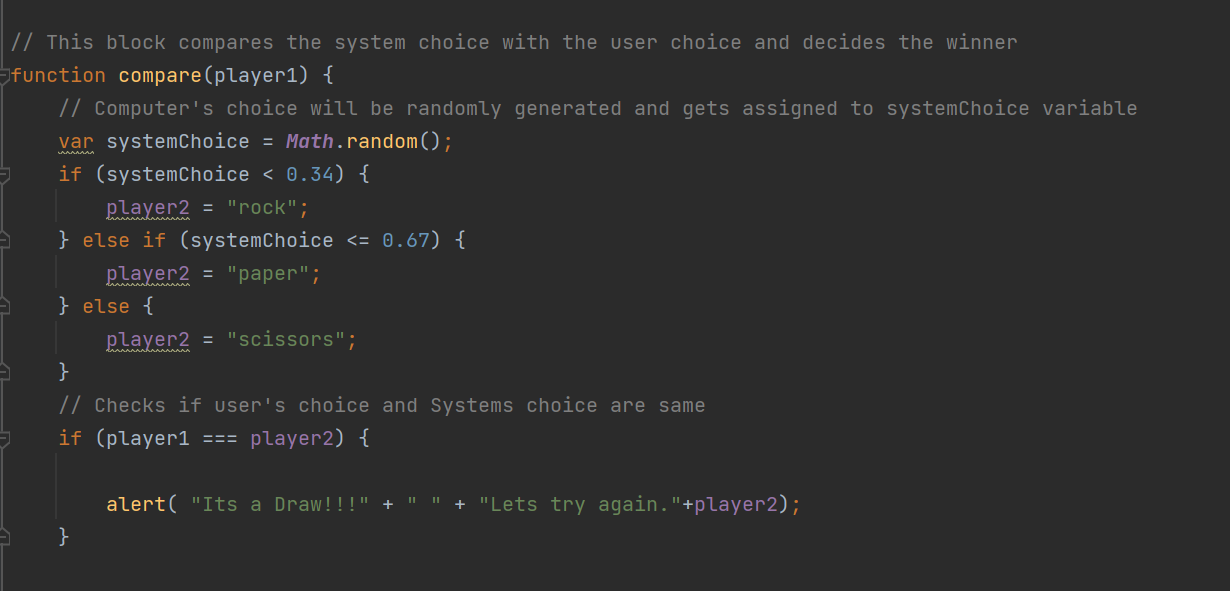 // This block compares the system choice with the user choice and decides the winner
function compare(player1) {
    // Computer's choice will be randomly generated and gets assigned to systemChoice variable
    var systemChoice = Math.random();
    if (systemChoice < 0.34) {
        player2 = "rock";
    } else if (systemChoice <= 0.67) {
        player2 = "paper";
    } else {
        player2 = "scissors";
    }
    // Checks if user's choice and Systems choice are same
    if (player1 === player2) {
        alert( "Its a Draw!!!" + " " + "Lets try again."+player2);
    }